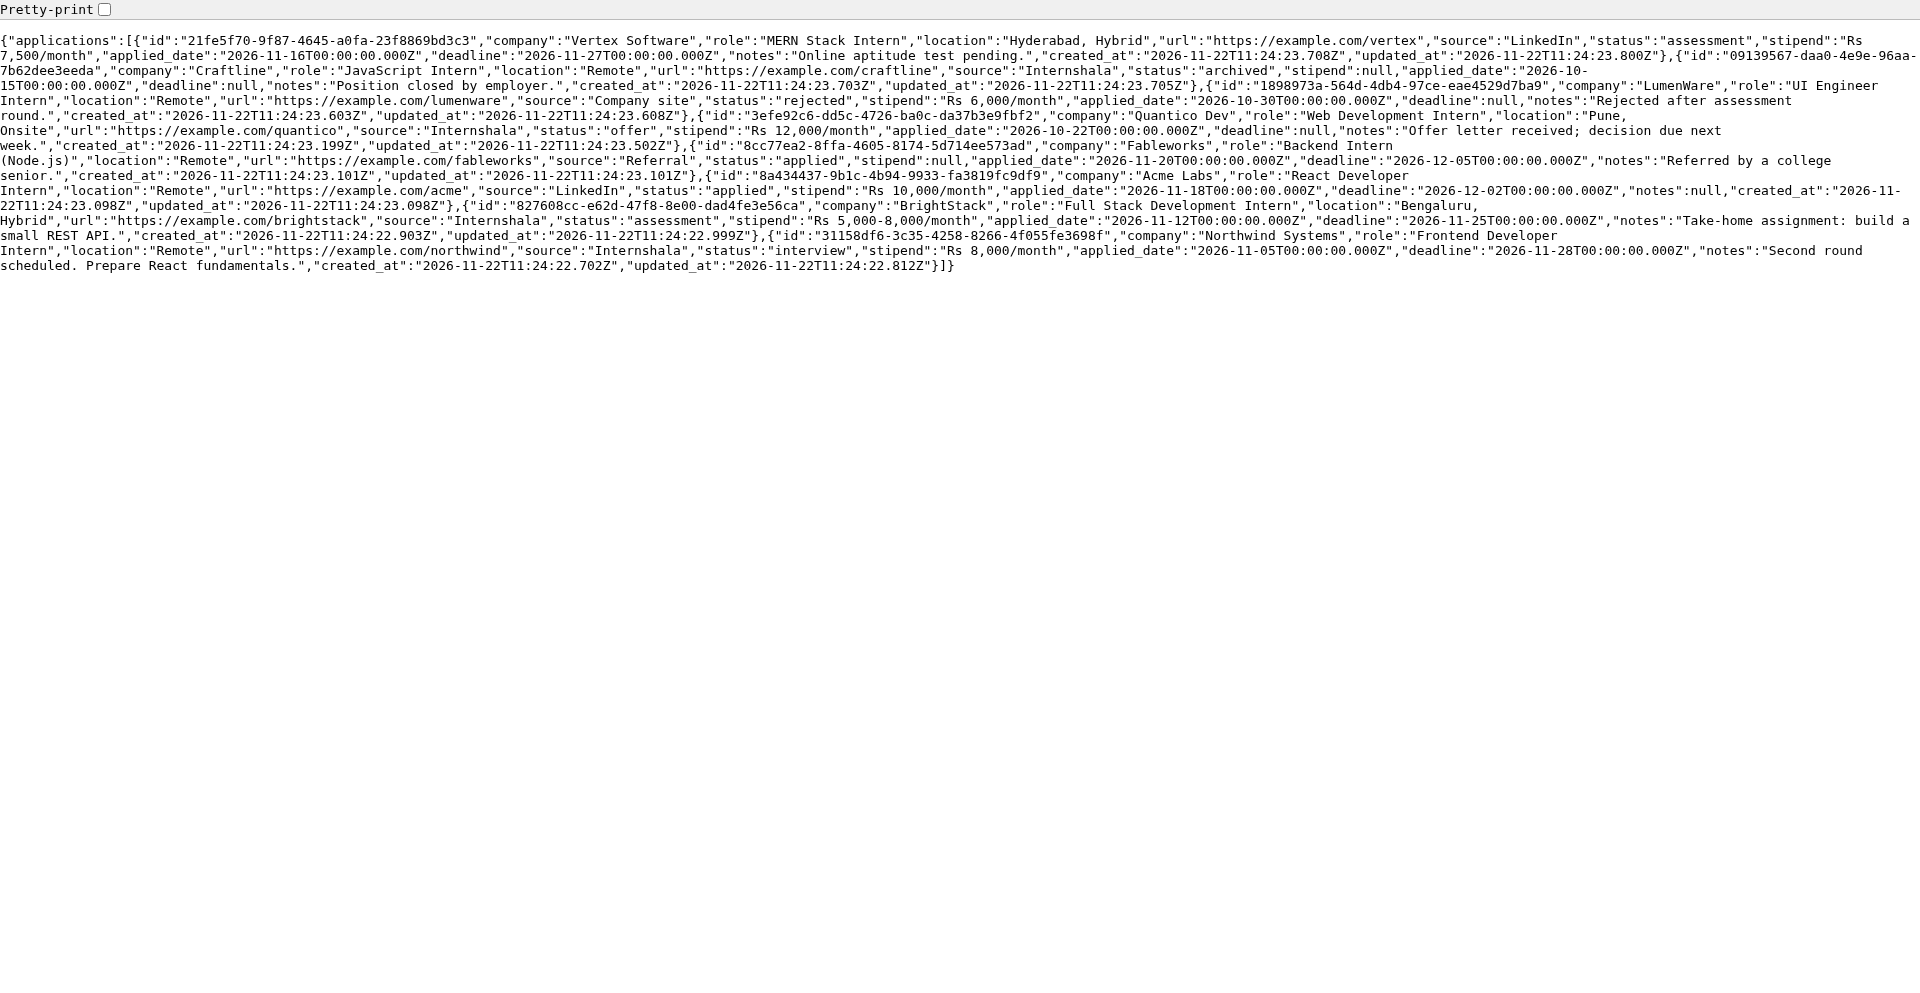 Pretty-print
{"applications":[{"id":"21fe5f70-9f87-4645-a0fa-23f8869bd3c3","company":"Vertex Software","role":"MERN Stack Intern","location":"Hyderabad, Hybrid","url":"https://example.com/vertex","source":"LinkedIn","status":"assessment","stipend":"Rs
7,500/month","applied_date":"2026-11-16T00:00:00.000Z","deadline":"2026-11-27T00:00:00.000Z","notes":"Online aptitude test pending.","created_at":"2026-11-22T11:24:23.708Z","updated_at":"2026-11-22T11:24:23.800Z"},{"id":"09139567-daa0-4e9e-96aa-
7b62dee3eeda","company":"Craftline","role":"JavaScript Intern","location":"Remote","url":"https://example.com/craftline","source":"Internshala","status":"archived","stipend":null,"applied_date":"2026-10-
15T00:00:00.000Z","deadline":null,"notes":"Position closed by employer.","created_at":"2026-11-22T11:24:23.703Z","updated_at":"2026-11-22T11:24:23.705Z"},{"id":"1898973a-564d-4db4-97ce-eae4529d7ba9","company":"LumenWare","role":"UI Engineer
Intern","location":"Remote","url":"https://example.com/lumenware","source":"Company site","status":"rejected","stipend":"Rs 6,000/month","applied_date":"2026-10-30T00:00:00.000Z","deadline":null,"notes":"Rejected after assessment
round.","created_at":"2026-11-22T11:24:23.603Z","updated_at":"2026-11-22T11:24:23.608Z"},{"id":"3efe92c6-dd5c-4726-ba0c-da37b3e9fbf2","company":"Quantico Dev","role":"Web Development Intern","location":"Pune,
Onsite","url":"https://example.com/quantico","source":"Internshala","status":"offer","stipend":"Rs 12,000/month","applied_date":"2026-10-22T00:00:00.000Z","deadline":null,"notes":"Offer letter received; decision due next
week.","created_at":"2026-11-22T11:24:23.199Z","updated_at":"2026-11-22T11:24:23.502Z"},{"id":"8cc77ea2-8ffa-4605-8174-5d714ee573ad","company":"Fableworks","role":"Backend Intern
(Node.js)","location":"Remote","url":"https://example.com/fableworks","source":"Referral","status":"applied","stipend":null,"applied_date":"2026-11-20T00:00:00.000Z","deadline":"2026-12-05T00:00:00.000Z","notes":"Referred by a college
senior.","created_at":"2026-11-22T11:24:23.101Z","updated_at":"2026-11-22T11:24:23.101Z"},{"id":"8a434437-9b1c-4b94-9933-fa3819fc9df9","company":"Acme Labs","role":"React Developer
Intern","location":"Remote","url":"https://example.com/acme","source":"LinkedIn","status":"applied","stipend":"Rs 10,000/month","applied_date":"2026-11-18T00:00:00.000Z","deadline":"2026-12-02T00:00:00.000Z","notes":null,"created_at":"2026-11-
22T11:24:23.098Z","updated_at":"2026-11-22T11:24:23.098Z"},{"id":"827608cc-e62d-47f8-8e00-dad4fe3e56ca","company":"BrightStack","role":"Full Stack Development Intern","location":"Bengaluru,
Hybrid","url":"https://example.com/brightstack","source":"Internshala","status":"assessment","stipend":"Rs 5,000-8,000/month","applied_date":"2026-11-12T00:00:00.000Z","deadline":"2026-11-25T00:00:00.000Z","notes":"Take-home assignment: build a
small REST API.","created_at":"2026-11-22T11:24:22.903Z","updated_at":"2026-11-22T11:24:22.999Z"},{"id":"31158df6-3c35-4258-8266-4f055fe3698f","company":"Northwind Systems","role":"Frontend Developer
Intern","location":"Remote","url":"https://example.com/northwind","source":"Internshala","status":"interview","stipend":"Rs 8,000/month","applied_date":"2026-11-05T00:00:00.000Z","deadline":"2026-11-28T00:00:00.000Z","notes":"Second round
scheduled. Prepare React fundamentals.","created_at":"2026-11-22T11:24:22.702Z","updated_at":"2026-11-22T11:24:22.812Z"}]}